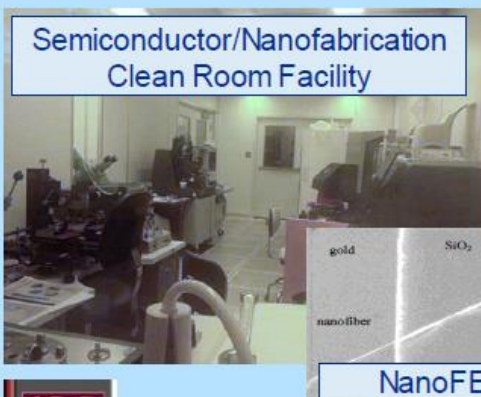 Semiconductor/Nanofabrication
Clean Room Facility
gold
SiO₂
nanofiber
NanoFE